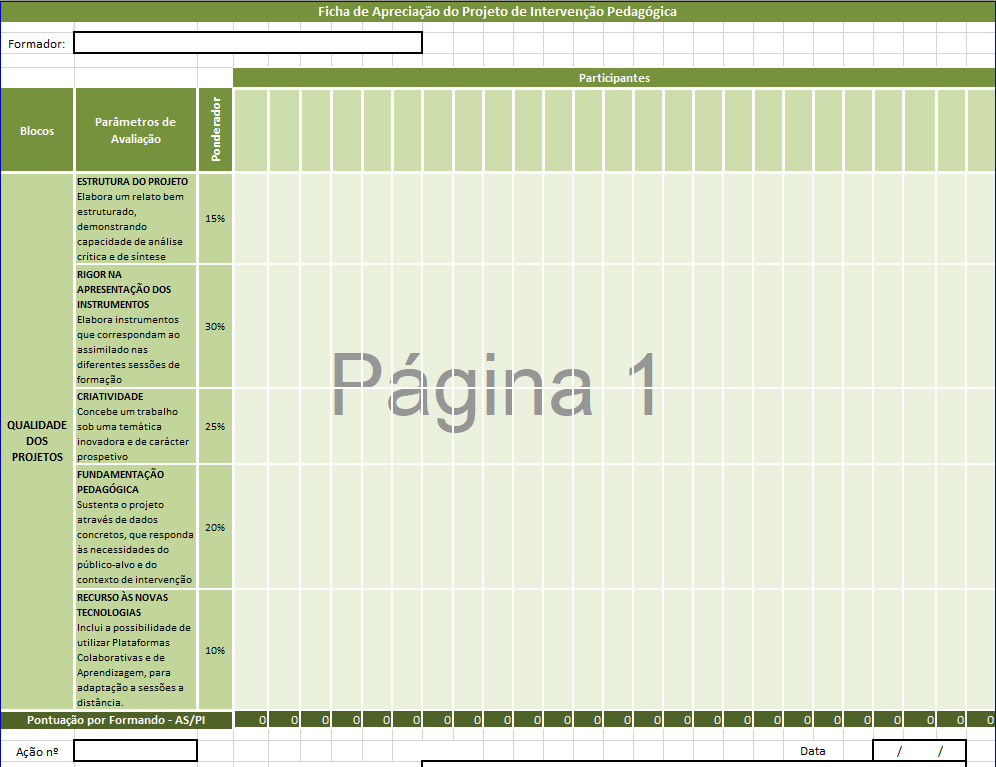 Ficha de Apreciação do Projeto de Intervenção Pedagógica
Formador:
Participantes
Blocos
Parâmetros de
Avaliação
Ponderador
QUALIDADE
DOS
PROJETOS
ESTRUTURA DO PROJETO
Elabora um relato bem
estruturado,
demonstrando
capacidade de análise
crítica e de síntese
15%
RIGOR NA
APRESENTAÇÃO DOS
INSTRUMENTOS
Elabora instrumentos
que correspondam ao
assimilado nas
diferentes sessões de
formação
30%
CRIATIVIDADE
Concebe um trabalho
sob uma temática
inovadora e de carácter
prospetivo
25%
FUNDAMENTAÇÃO
PEDAGÓGICA
Sustenta o projeto
através de dados
concretos, que responda
às necessidades do
público-alvo e do
contexto de intervenção
20%
RECURSO ÀS NOVAS
TECNOLOGIAS
Inclui a possibilidade de
utilizar Plataformas
Colaborativas e de
Aprendizagem, para
adaptação a sessões a
distância.
10%
Página 1
Pontuação por Formando - AS/PI 0 0 0 0 0 0 0 0 0 0 0 0 0 0 0 0 0 0 0 0 0 0 0 0 0
Ação nº
Data / /